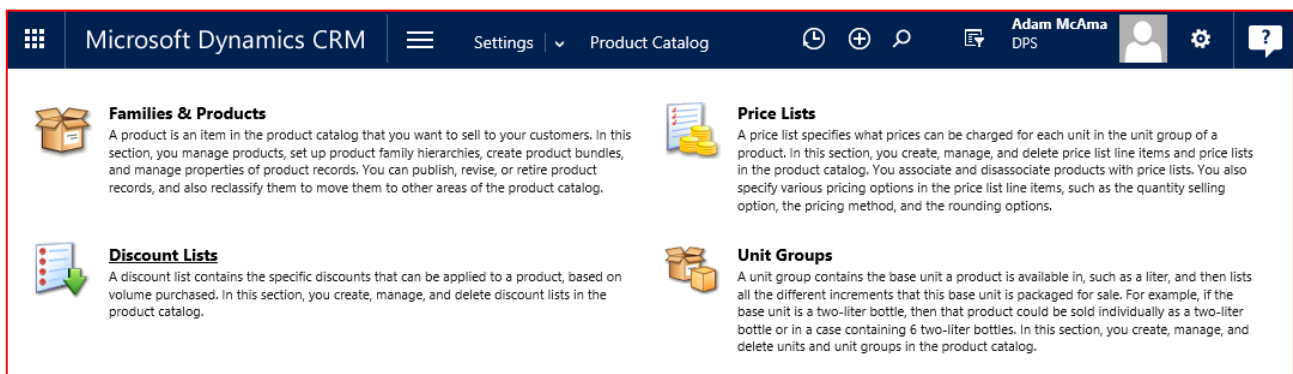 Microsoft Dynamics CRM
Settings
Product Catalog
Adam McAma
DPS
?
Families & Products
A product is an item in the product catalog that you want to sell to your customers. In this
section, you manage products, set up product family hierarchies, create product bundles,
and manage properties of product records. You can publish, revise, or retire product
records, and also reclassify them to move them to other areas of the product catalog.
Price Lists
A price list specifies what prices can be charged for each unit in the unit group of a
product. In this section, you create, manage, and delete price list line items and price lists
in the product catalog. You associate and disassociate products with price lists. You also
specify various pricing options in the price list line items, such as the quantity selling
option, the pricing method, and the rounding options.
Discount Lists
A discount list contains the specific discounts that can be applied to a product, based on
volume purchased. In this section, you create, manage, and delete discount lists in the
product catalog.
Unit Groups
A unit group contains the base unit a product is available in, such as a liter, and then lists
all the different increments that this base unit is packaged for sale. For example, if the
base unit is a two-liter bottle, then that product could be sold individually as a two-liter
bottle or in a case containing 6 two-liter bottles. In this section, you create, manage, and
delete units and unit groups in the product catalog.